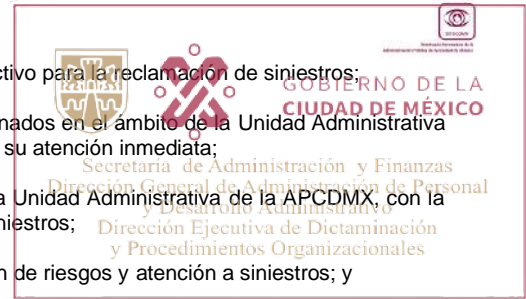 ctivo para la reclamación de siniestros;
GOBIERNO DE LA
CIUDAD DE MÉXICO
nados en el ámbito de la Unidad Administrativa
su atención inmediata;
Secretaría de Administración y Finanzas
Dirección General de Administración de Personal
y Desarrollo Administrativo
a Unidad Administrativa de la APCDMX, con la
niestros;
Dirección Ejecutiva de Dictaminación
y Procedimientos Organizacionales
n de riesgos y atención a siniestros; y